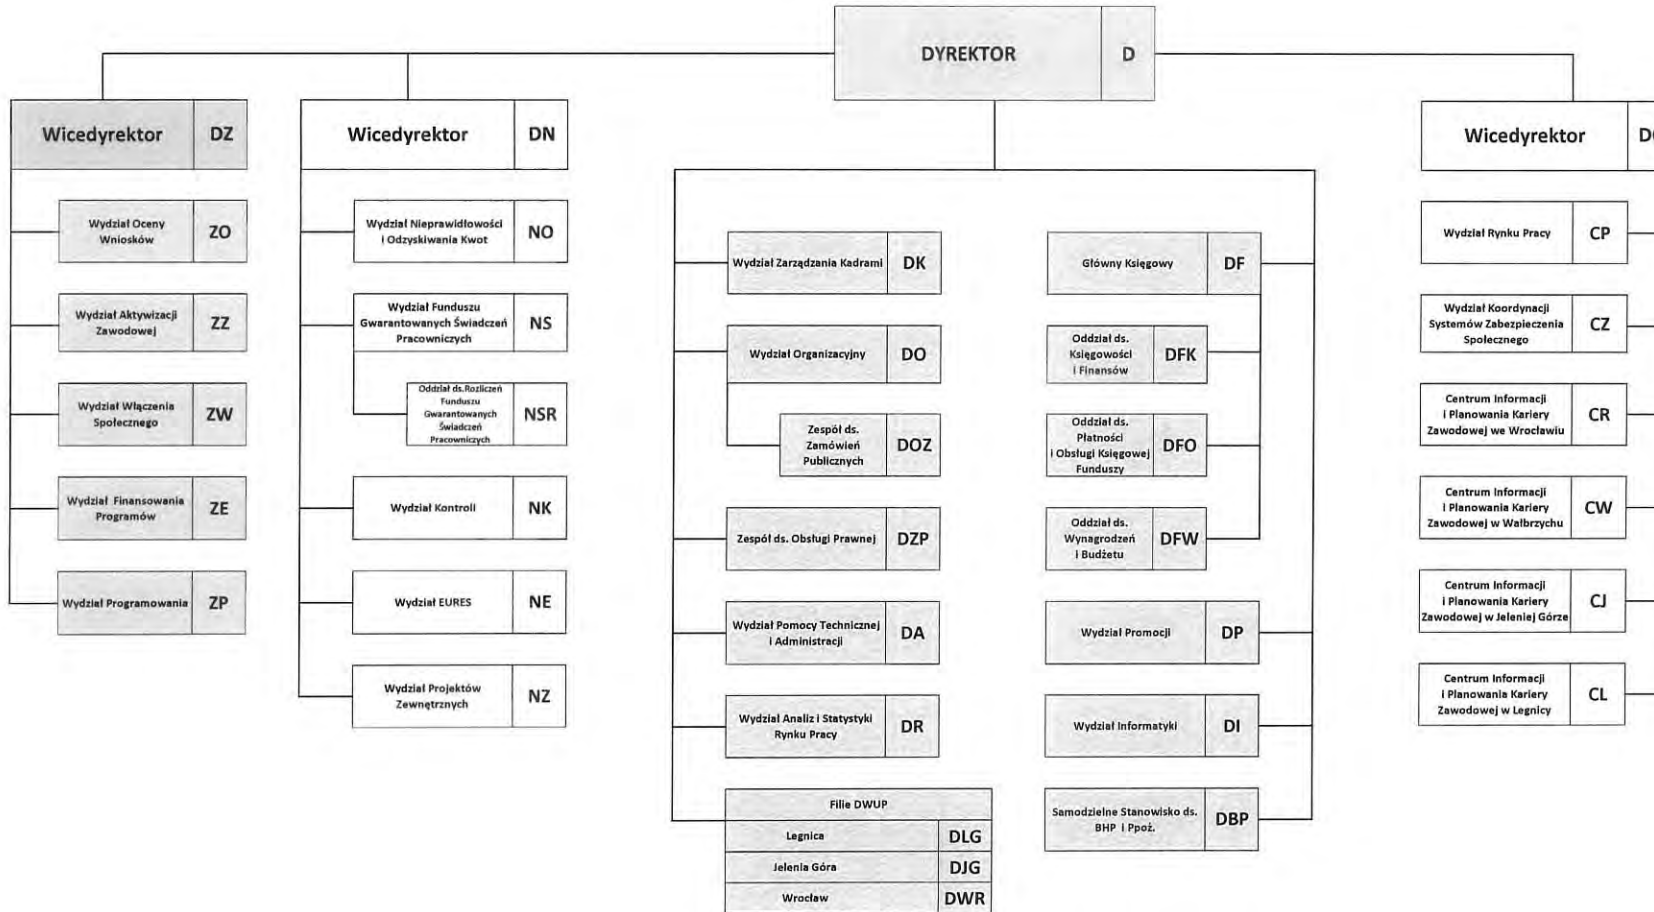 DYREKTOR D
Wicedyrektor DZ
Wydział Oceny
Wniosków
ZO
Wydział Aktywizacji
Zawodowej
ZZ
Wydział Włączenia
Społecznego
ZW
Wydział Finansowania
Programów
ZE
Wydział Programowania ZP
Wicedyrektor DN
Wydział Nieprawidłowości
i Odzyskiwania Kwot
NO
Wydział Funduszu
Gwarantowanych Świadczeń
Pracowniczych
NS
Oddział ds.Rozliczeń
Funduszu
Gwarantowanych
Świadczeń
Pracowniczych
NSR
Wydział Kontroli NK
Wydział EURES NE
Wydział Projektów
Zewnętrznych
NZ
Wydział Zarządzania Kadrami DK
Wydział Organizacyjny DO
Zespół ds.
Zamówień
Publicznych
DOZ
Zespól ds. Obsługi Prawnej DZP
Wydział Pomocy Technicznej
i Administracji
DA
Wydział Analiz i Statystyki
Rynku Pracy
DR
Filie DWUP
Legnica DLG
Jelenia Góra DJG
Wrocław DWR
Główny Księgowy DF
Oddział ds.
Księgowości
i Finansów
DFK
Oddział ds.
Płatności
i Obsługi Księgowej
Funduszy
DFO
Oddział ds.
Wynagrodzeń
i Budżetu
DFW
Wydział Promocji DP
Wydział Informatyki DI
Samodzielne Stanowisko ds.
BHP i Ppoż.
DBP
Wicedyrektor
Wydział Rynku Pracy CP
Wydział Koordynacji
Systemów Zabezpieczenia
Społecznego
CZ
Centrum Informacji
i Planowania Kariery
Zawodowej we Wrocławiu
CR
Centrum Informacji
i Planowania Kariery
Zawodowej w Wałbrzychu
CW
Centrum Informacji
i Planowania Kariery
Zawodowej w Jeleniej Górze
CJ
Centrum Informacji
i Planowania Kariery
Zawodowej w Legnicy
CL